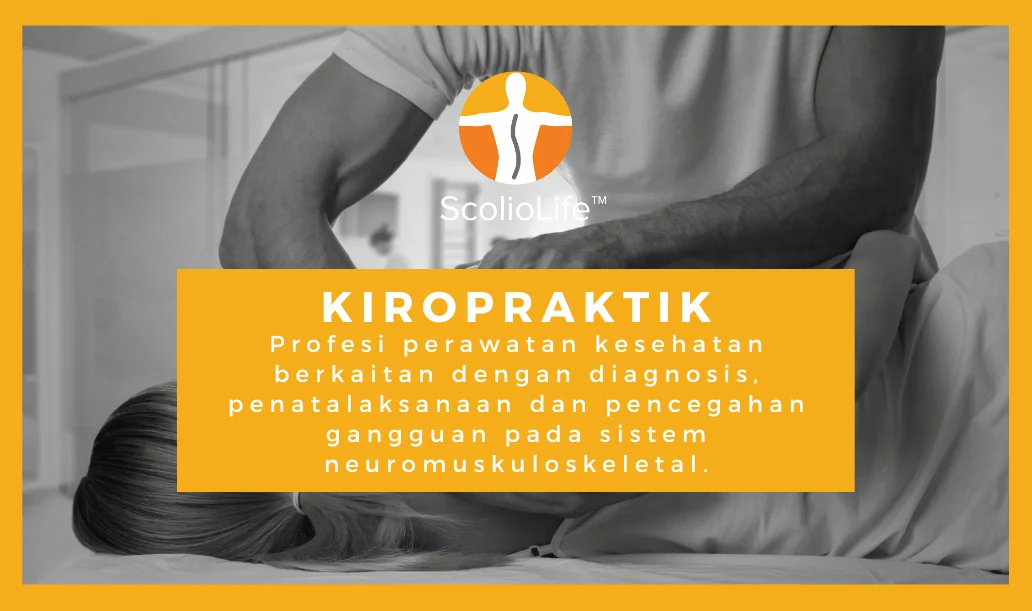 ScolioLife™
KIROPRAKTIK
Profesi perawatan kesehatan
berkaitan dengan diagnosis,
penatalaksanaan dan pencegahan
gangguan pada sistem
neuromuskuloskeletal.